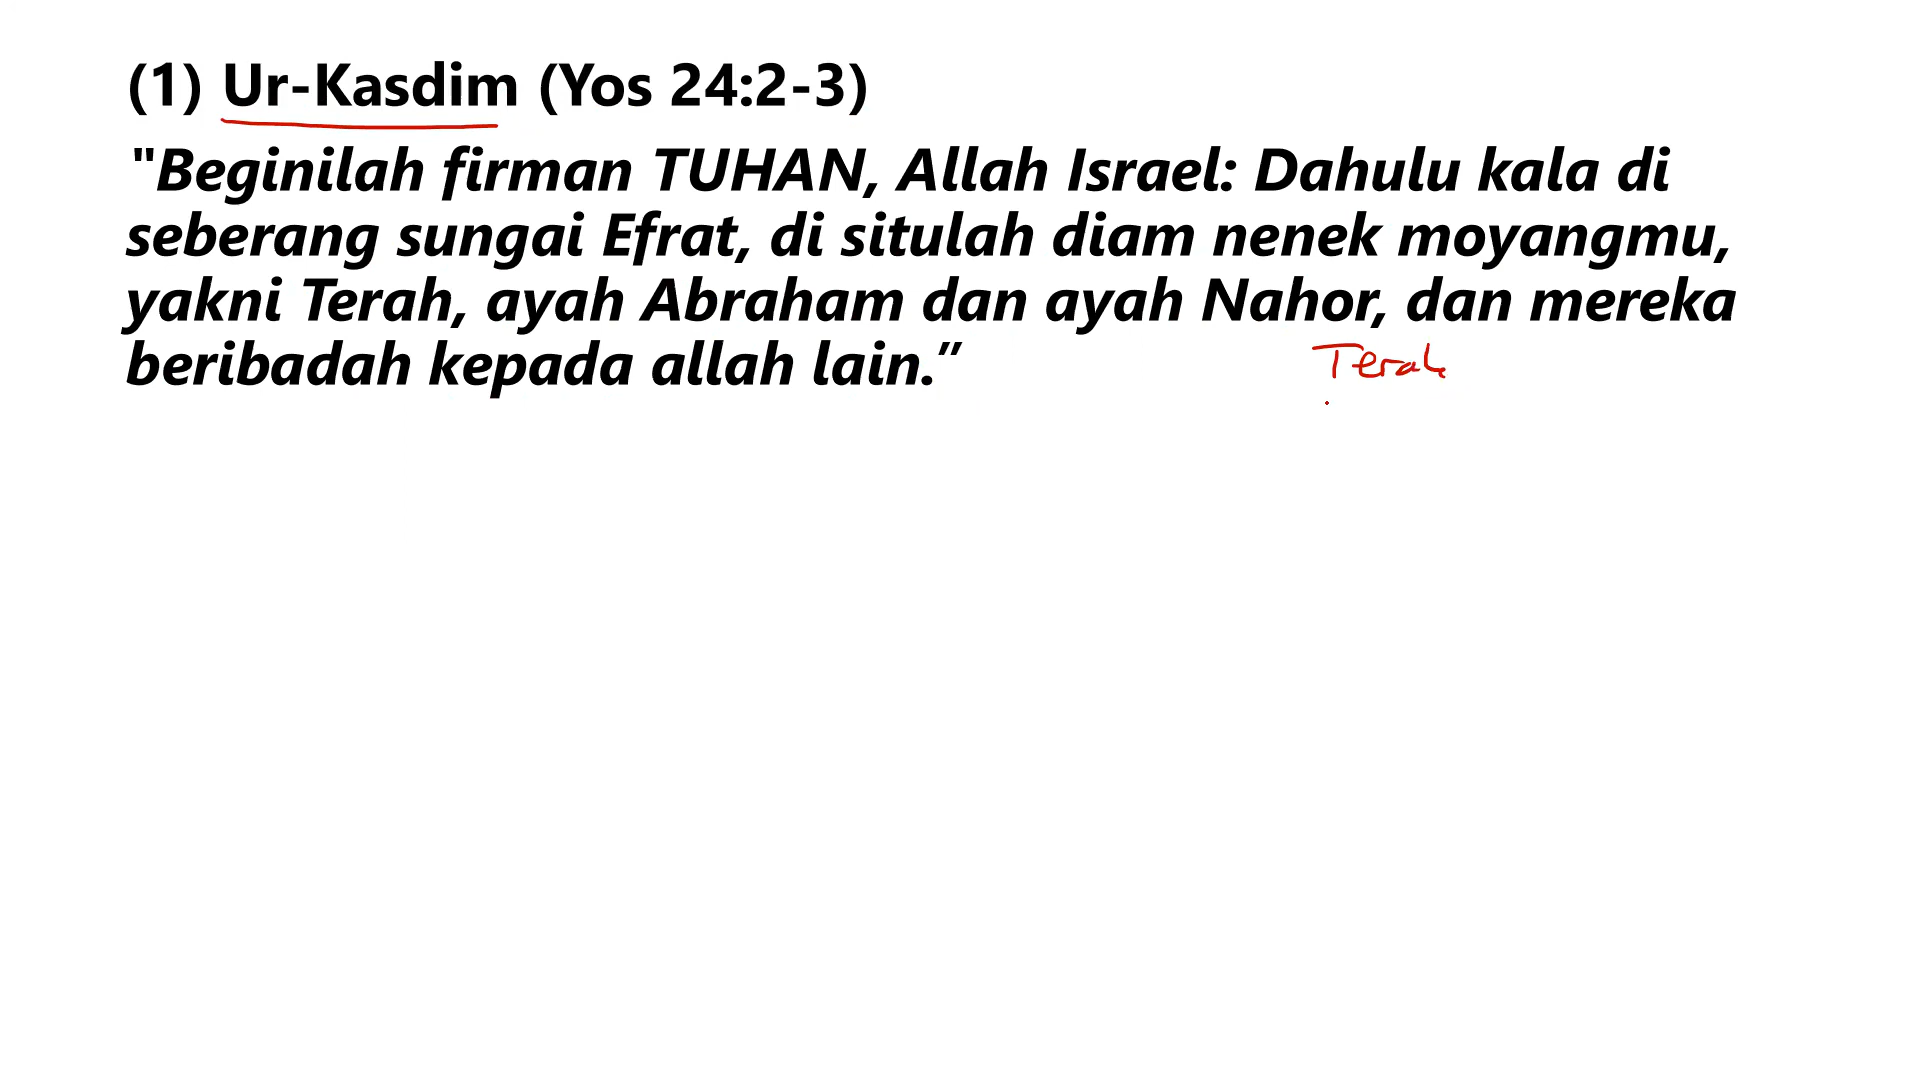 (1) Ur-Kasdim (Yos 24:2-3)
"Beginilah firman TUHAN, Allah Israel: Dahulu kala di
seberang sungai Efrat, di situlah diam nenek moyangmu,
yakni Terah, ayah Abraham dan ayah Nahor, dan mereka
beribadah kepada allah lain.”
Terah